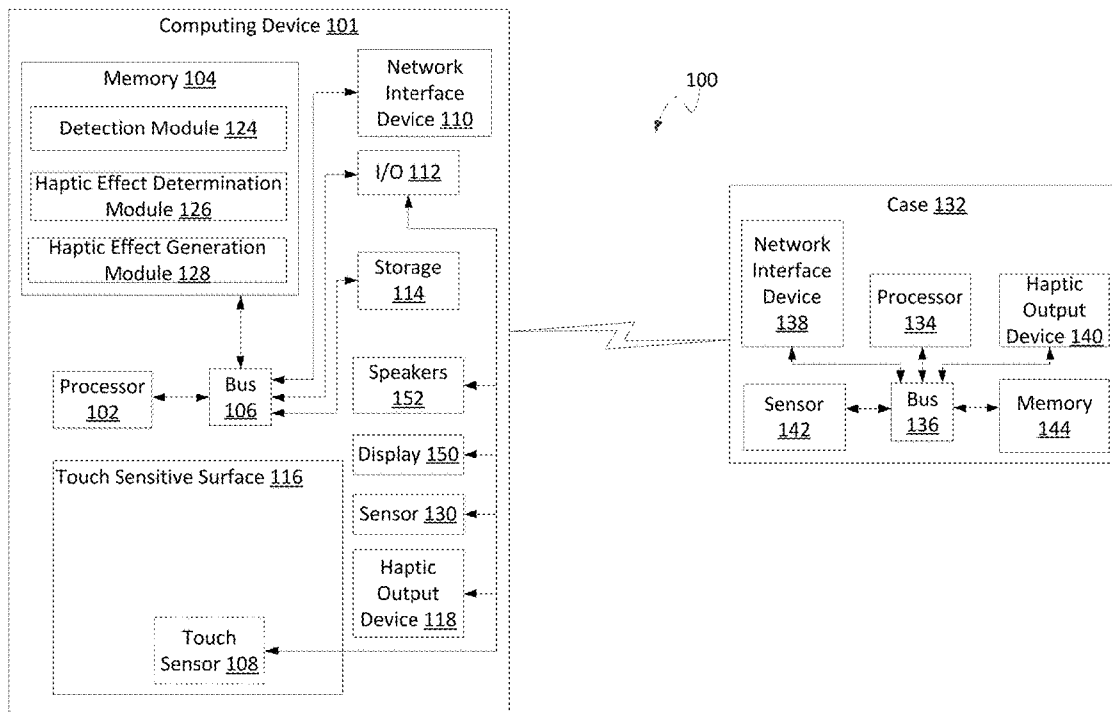 Computing Device 101
Memory 104
Detection Module 124
Haptic Effect Determination
Module 126
Haptic Effect Generation
Module 128
Network
Interface
Device 110
I/O 112
Storage
114
Processor
102
Bus
106
Speakers
152
Touch Sensitive Surface 116
Display 150
Sensor 130
Haptic
Output
Device 118
Touch
Sensor 108
100
Case 132
Network
Interface
Device
138
Processor
134
Haptic
Output
Device 140
Sensor
142
Bus
136
Memory
144